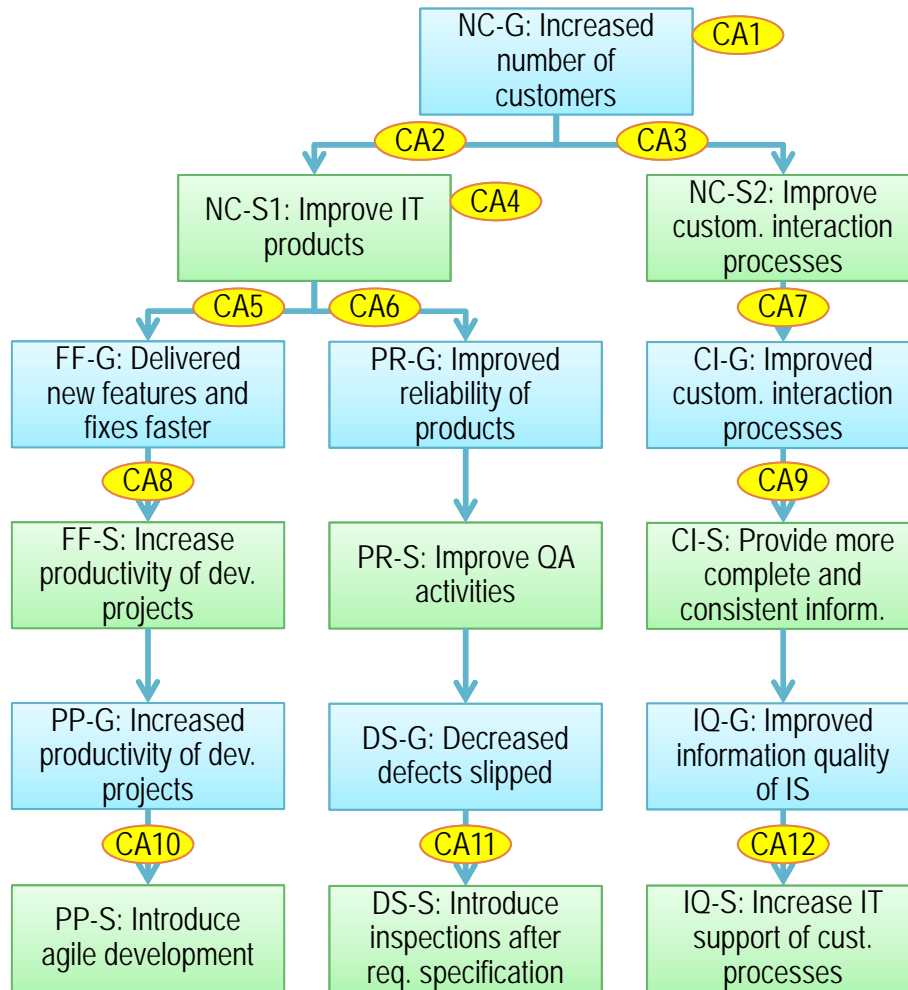 NC-G: Increased
number of
customers
CA1
CA2
CA3
NC-S1: Improve IT
products
CA4
NC-S2: Improve
custom. interaction
processes
CA5
CA6
CA7
FF-G: Delivered
new features and
fixes faster
PR-G: Improved
reliability of
products
CI-G: Improved
custom. interaction
processes
CA8
CA9
FF-S: Increase
productivity of dev.
projects
PR-S: Improve QA
activities
CI-S: Provide more
complete and
consistent inform.
PP-G: Increased
productivity of dev.
projects
DS-G: Decreased
defects slipped
IQ-G: Improved
information quality
of IS
CA10
CA11
CA12
PP-S: Introduce
agile development
DS-S: Introduce
inspections after
req. specification
IQ-S: Increase IT
support of cust.
processes